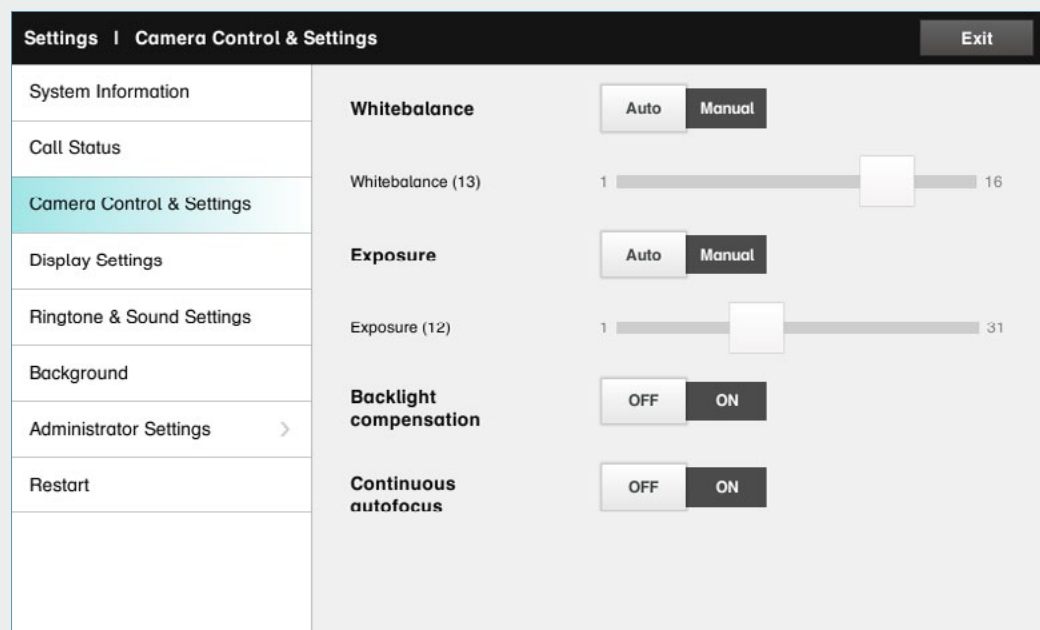 Settings | Camera Control & Settings
Exit
System Information
Call Status
Camera Control & Settings
Display Settings
Ringtone & Sound Settings
Background
Administrator Settings
Restart
Whitebalance
Auto Manual
Whitebalance (13)
1 16
Exposure
Auto Manual
Exposure (12)
1 31
Backlight
compensation
OFF ON
Continuous
autofocus
OFF ON